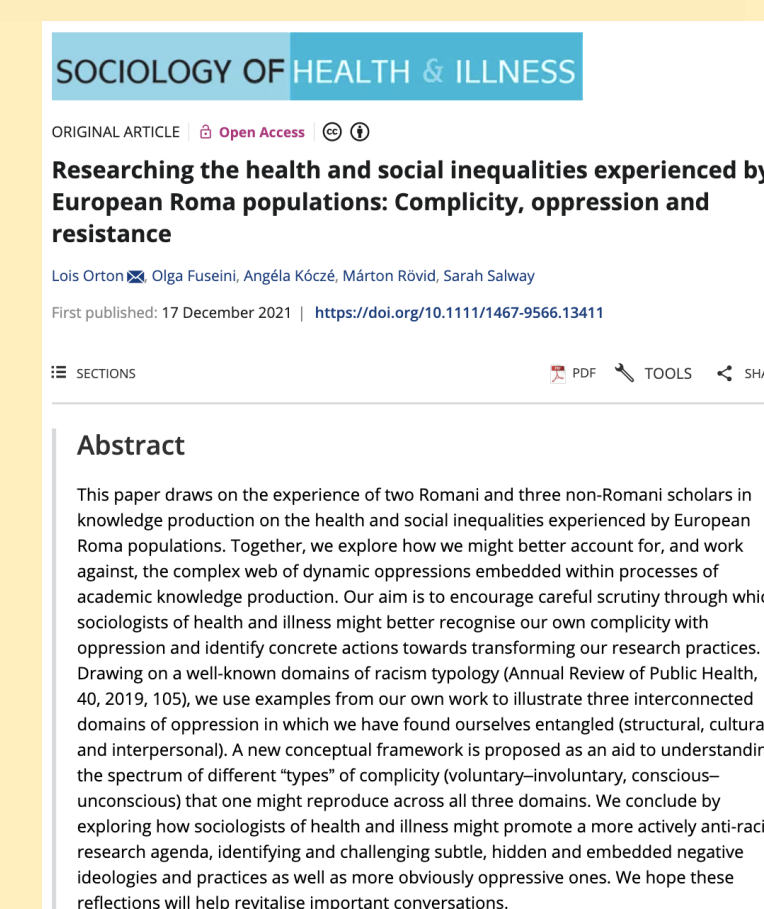 SOCIOLOGY OF HEALTH & ILLNESS
ORIGINAL ARTICLE Open Access
Researching the health and social inequalities experienced by
European Roma populations: Complicity, oppression and
resistance
Lois Orton, Olga Fuseini, Angéla Kóczé, Márton Rövid, Sarah Salway
First published: 17 December 2021 | https://doi.org/10.1111/1467-9566.13411
SECTIONS PDF TOOLS SHA
Abstract
This paper draws on the experience of two Romani and three non-Romani scholars in
knowledge production on the health and social inequalities experienced by European
Roma populations. Together, we explore how we might better account for, and work
against, the complex web of dynamic oppressions embedded within processes of
academic knowledge production. Our aim is to encourage careful scrutiny through whic
sociologists of health and illness might better recognise our own complicity with
oppression and identify concrete actions towards transforming our research practices.
Drawing on a well-known domains of racism typology (Annual Review of Public Health,
40, 2019, 105), we use examples from our own work to illustrate three interconnected
domains of oppression in which we have found ourselves entangled (structural, cultura
and interpersonal). A new conceptual framework is proposed as an aid to understandin
the spectrum of different “types” of complicity (voluntary–involuntary, conscious–
unconscious) that one might reproduce across all three domains. We conclude by
exploring how sociologists of health and illness might promote a more actively anti-raci
research agenda, identifying and challenging subtle, hidden and embedded negative
ideologies and practices as well as more obviously oppressive ones. We hope these
reflections will help revitalise important conversations.